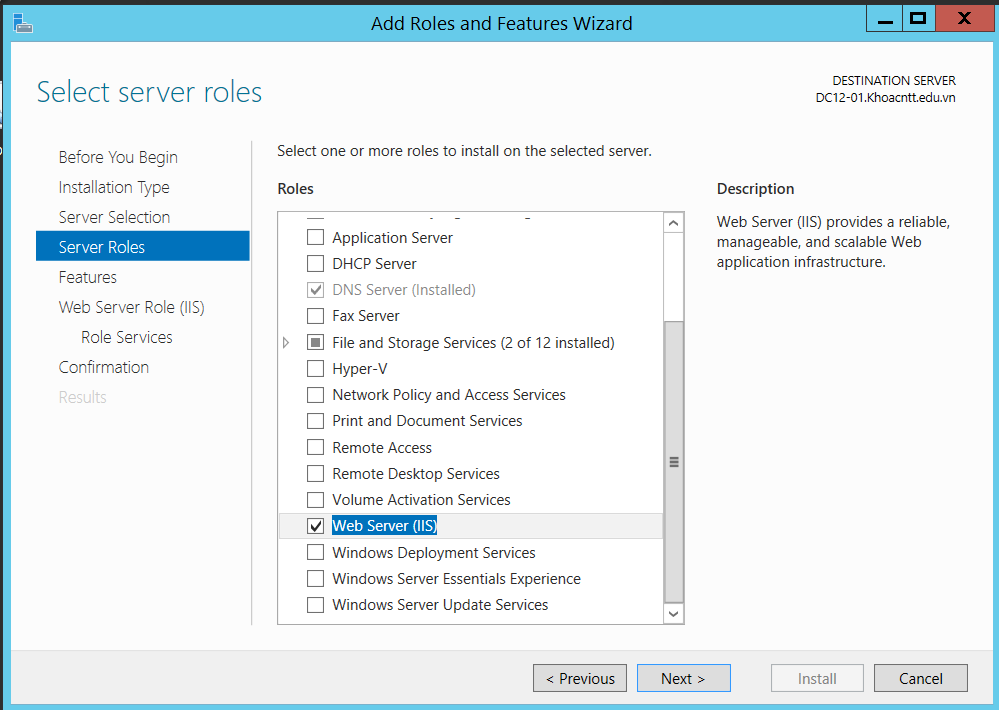 Add Roles and Features Wizard
Select server roles
DESTINATION SERVER
DC12-01.Khoacntt.edu.vn
Before You Begin
Installation Type
Server Selection
Server Roles
Features
Web Server Role (IIS)
Role Services
Confirmation
Results
Select one or more roles to install on the selected server.
Roles
Application Server
DHCP Server
DNS Server (Installed)
Fax Server
File and Storage Services (2 of 12 installed)
Hyper-V
Network Policy and Access Services
Print and Document Services
Remote Access
Remote Desktop Services
Volume Activation Services
Web Server (IIS)
Windows Deployment Services
Windows Server Essentials Experience
Windows Server Update Services
Description
Web Server (IIS) provides a reliable,
manageable, and scalable Web
application infrastructure.
< Previous
Next >
Install
Cancel